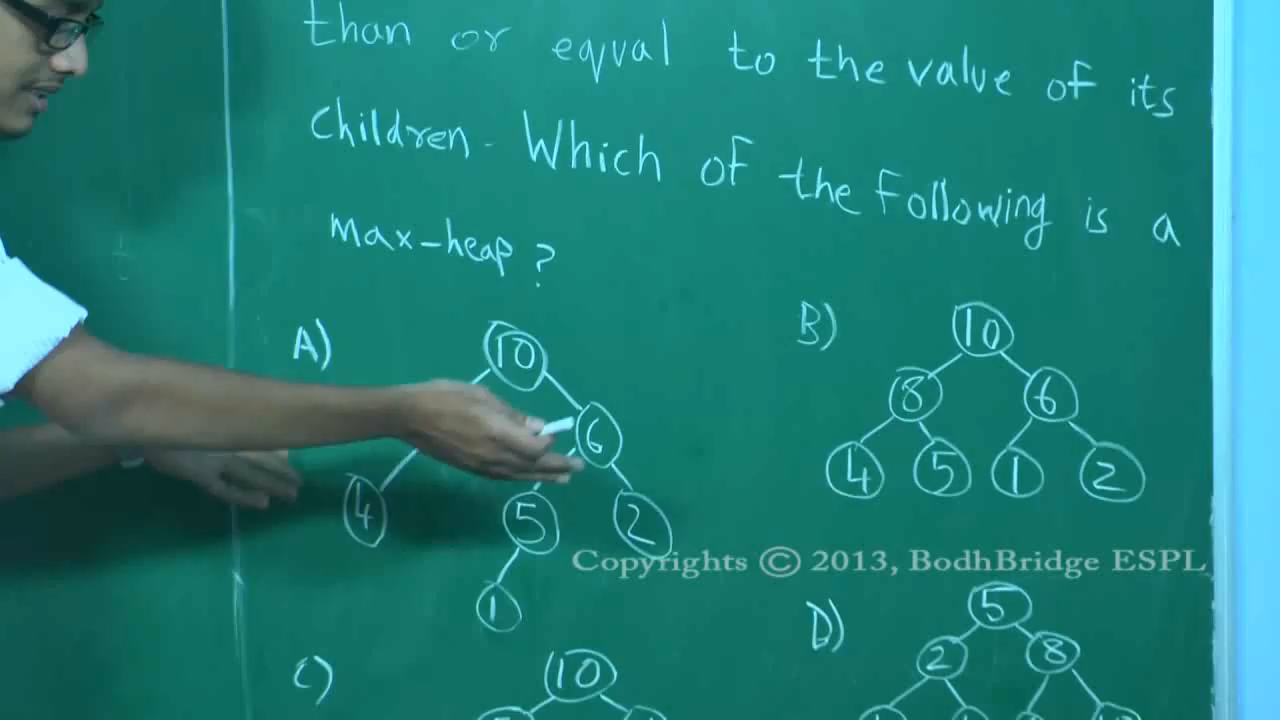 than or equal to the value of its
children. Which of the following is a
max-heap?
A)
10
6
4
5
2
1
B)
10
8
6
4
5
1
2
Copyrights © 2013, BodhBridge ESPL
C)
10
D)
5
2
8